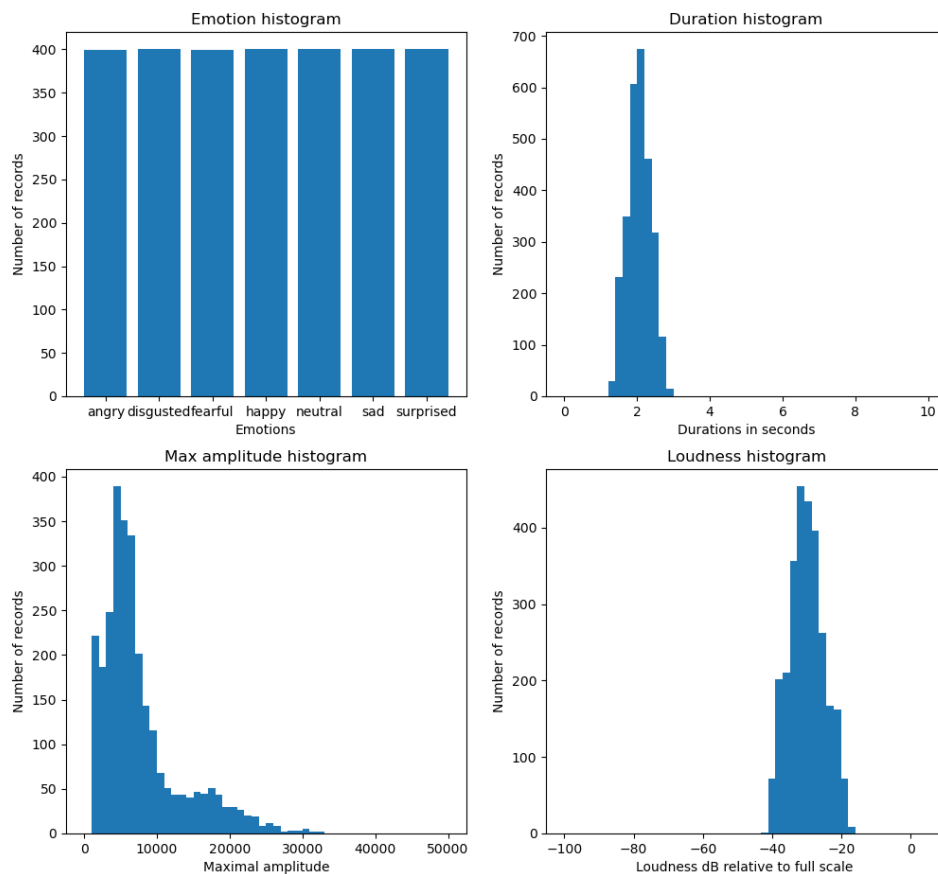 Emotion histogram
Number of records
400
350
300
250
200
150
100
50
0
angry disgusted fearful happy neutral sad surprised
Emotions
Duration histogram
Number of records
700
600
500
400
300
200
100
0
0 2 4 6 8 10
Durations in seconds
Max amplitude histogram
Number of records
400
350
300
250
200
150
100
50
0
0 10000 20000 30000 40000 50000
Maximal amplitude
Loudness histogram
Number of records
400
300
200
100
0
−100 −80 −60 −40 −20 0
Loudness dB relative to full scale